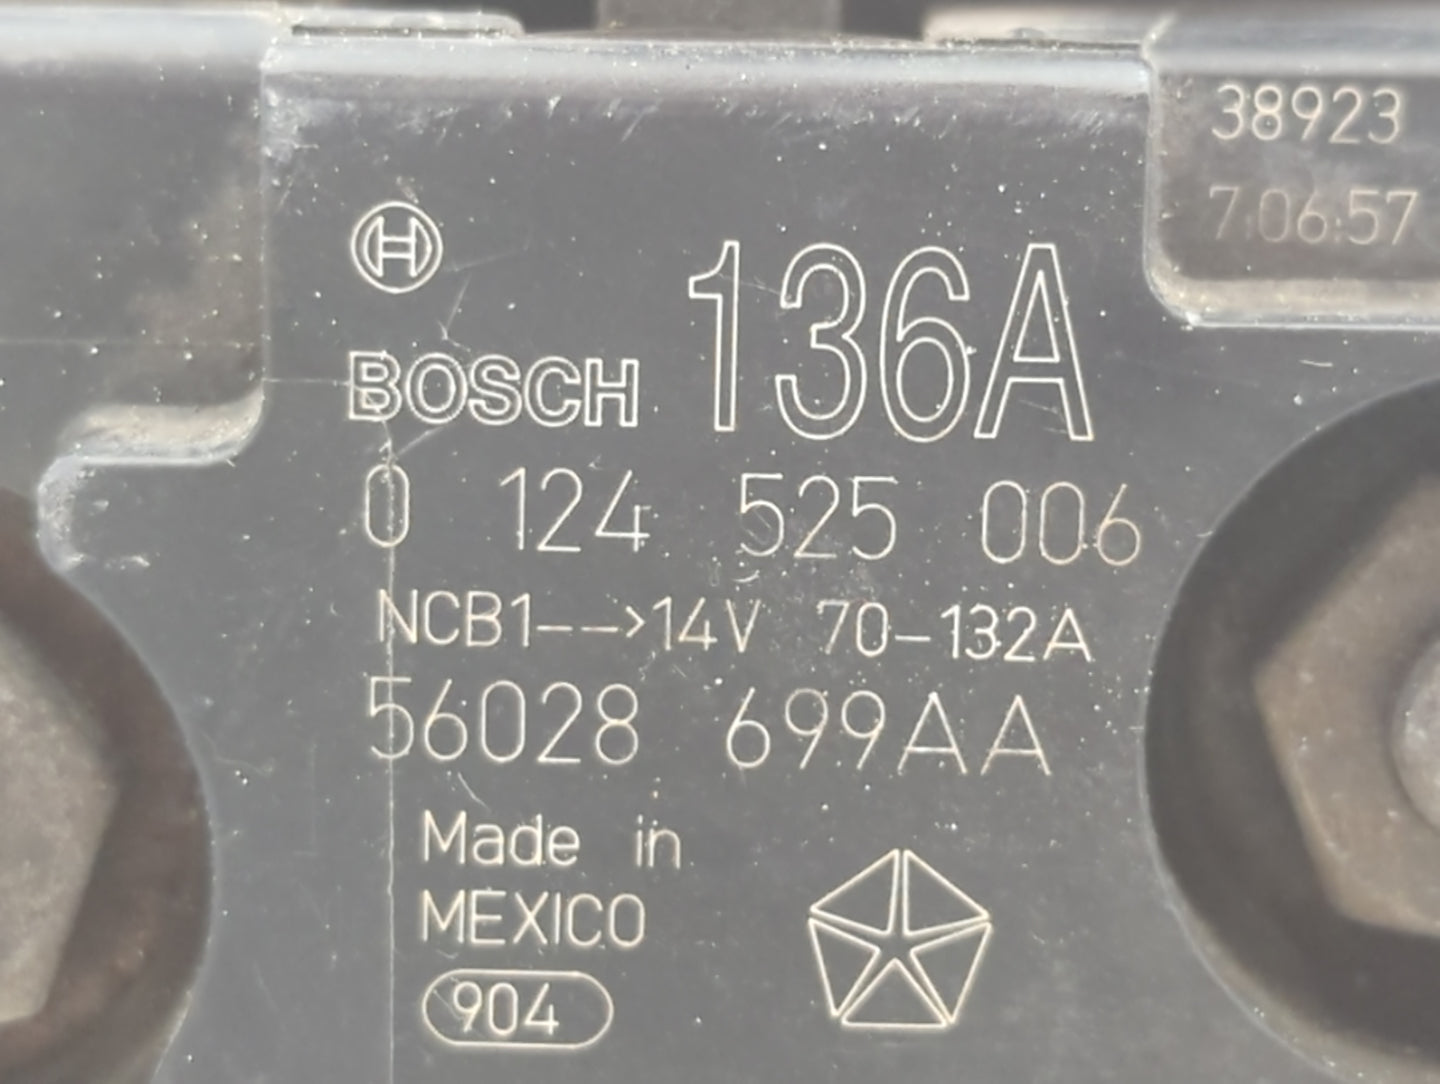 38923
7:06:57
136A
BOSCH
0 124 525 006
NCB1-->14V 70-132A
56028 699AA
Made in
MEXICO
904